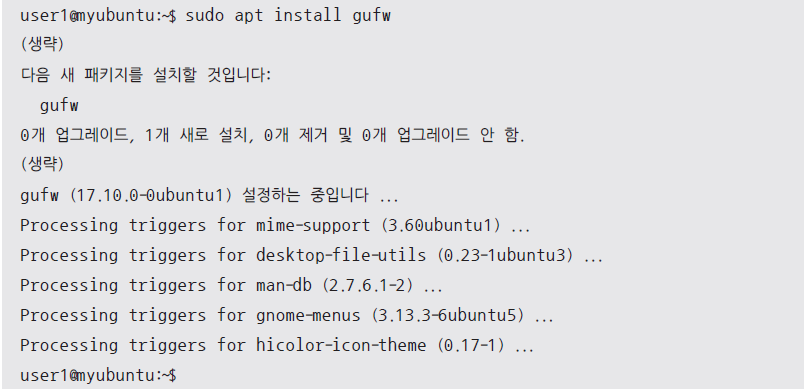 user1@myubuntu:~$ sudo apt install gufw
(생략)
다음 새 패키지를 설치할 것입니다:
  gufw
0개 업그레이드, 1개 새로 설치, 0개 제거 및 0개 업그레이드 안 함.
(생략)
gufw (17.10.0-0ubuntu1) 설정하는 중입니다 ...
Processing triggers for mime-support (3.60ubuntu1) ...
Processing triggers for desktop-file-utils (0.23-1ubuntu3) ...
Processing triggers for man-db (2.7.6.1-2) ...
Processing triggers for gnome-menus (3.13.3-6ubuntu5) ...
Processing triggers for hicolor-icon-theme (0.17-1) ...
user1@myubuntu:~$